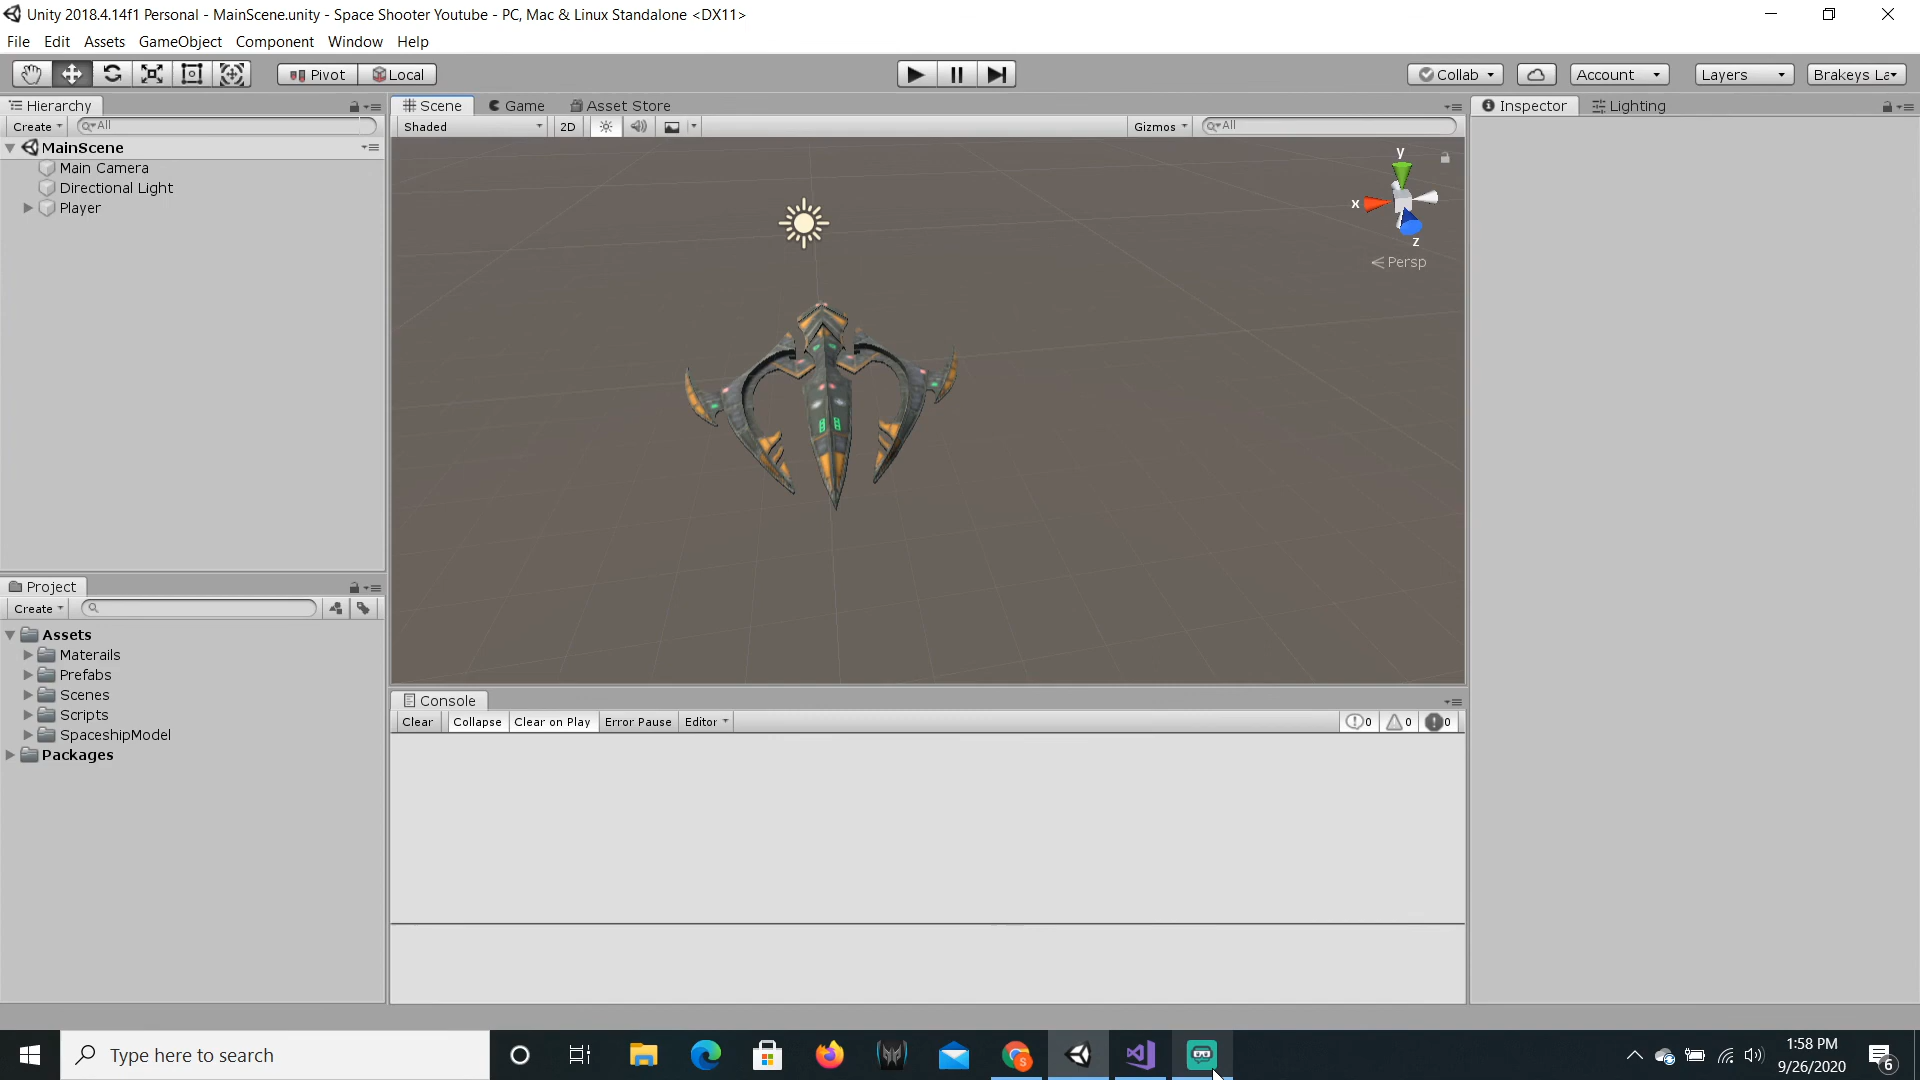 Unity 2018.4.14f1 Personal - MainScene.unity - Space Shooter Youtube - PC, Mac & Linux Standalone <DX11>
File Edit Assets GameObject Component Window Help
Pivot Local Collab Account Layers Brakeys La
Hierarchy Scene Game Asset Store Inspector Lighting
Create All Shaded 2D Gizmos All
MainScene
Main Camera
Directional Light
Player
y
x
z
Persp
Project
Create
Assets
Materails
Prefabs
Scenes
Scripts
SpaceshipModel
Packages
Console
Clear Collapse Clear on Play Error Pause Editor 0 0 0
Type here to search
S
1:58 PM
9/26/2020
6